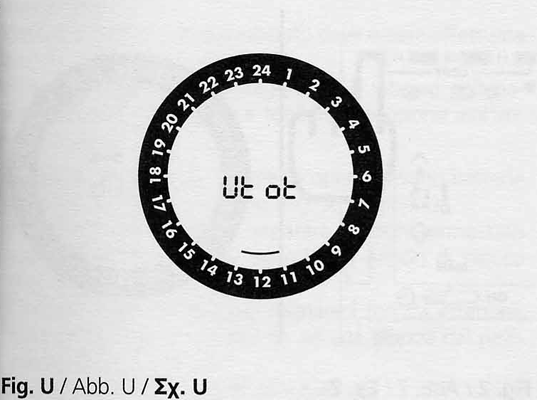 24 1 2 3 4 5 6 7 8 9 10 11 12 13 14 15 16 17 18 19 20 21 22 23
Ut ot
Fig. U / Abb. U / Σχ. U